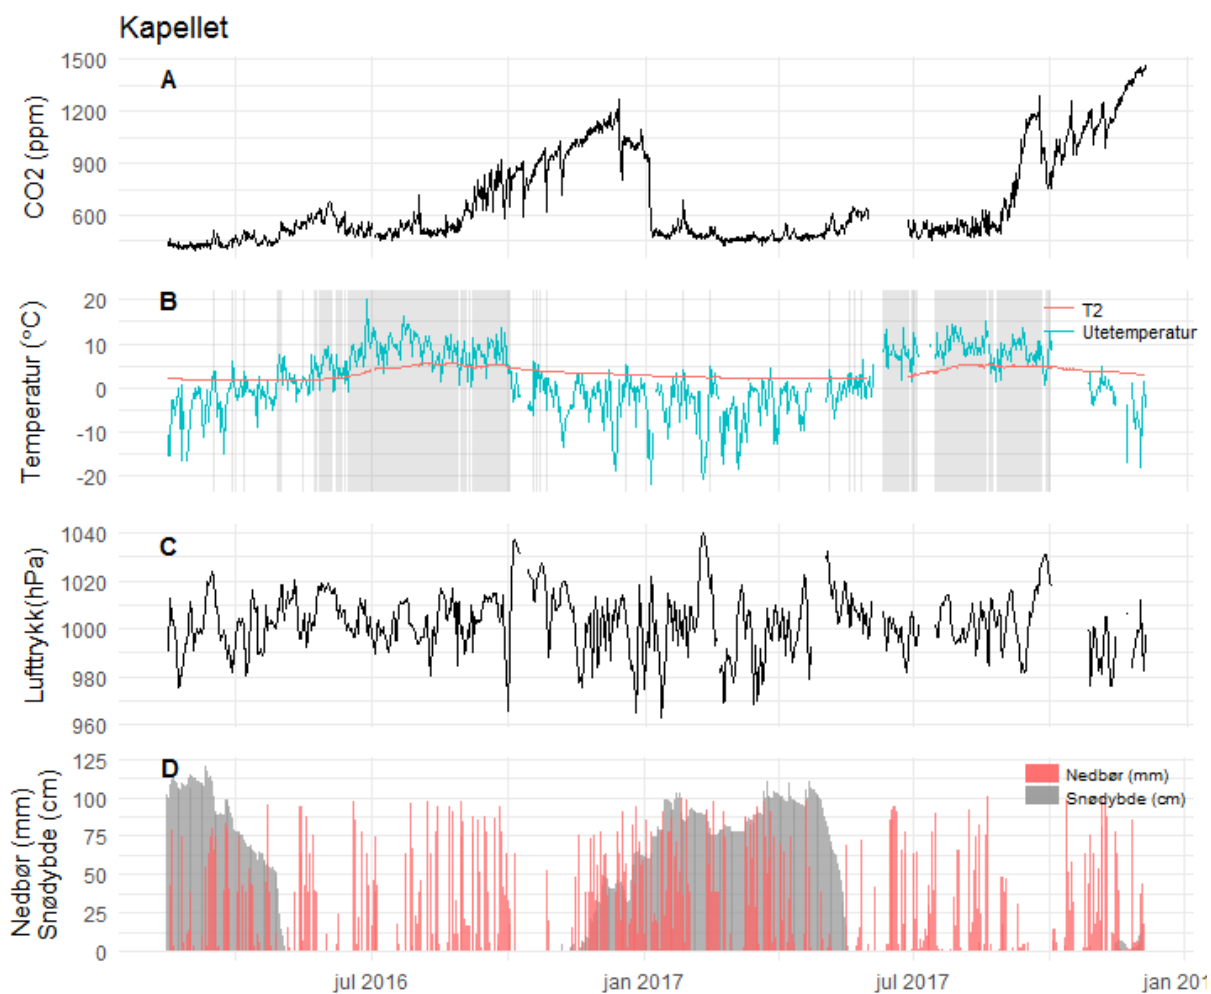 Kapellet
A
CO2 (ppm)
1500
1200
900
600
B
Temperatur (°C)
20
10
0
-10
-20
T2
Utetemperatur
C
Lufttrykk(hPa)
1040
1020
1000
980
960
D
Nedbør (mm)
Snødybde (cm)
125
100
75
50
25
0
Nedbør (mm)
Snødybde (cm)
jul 2016
jan 2017
jul 2017
jan 201